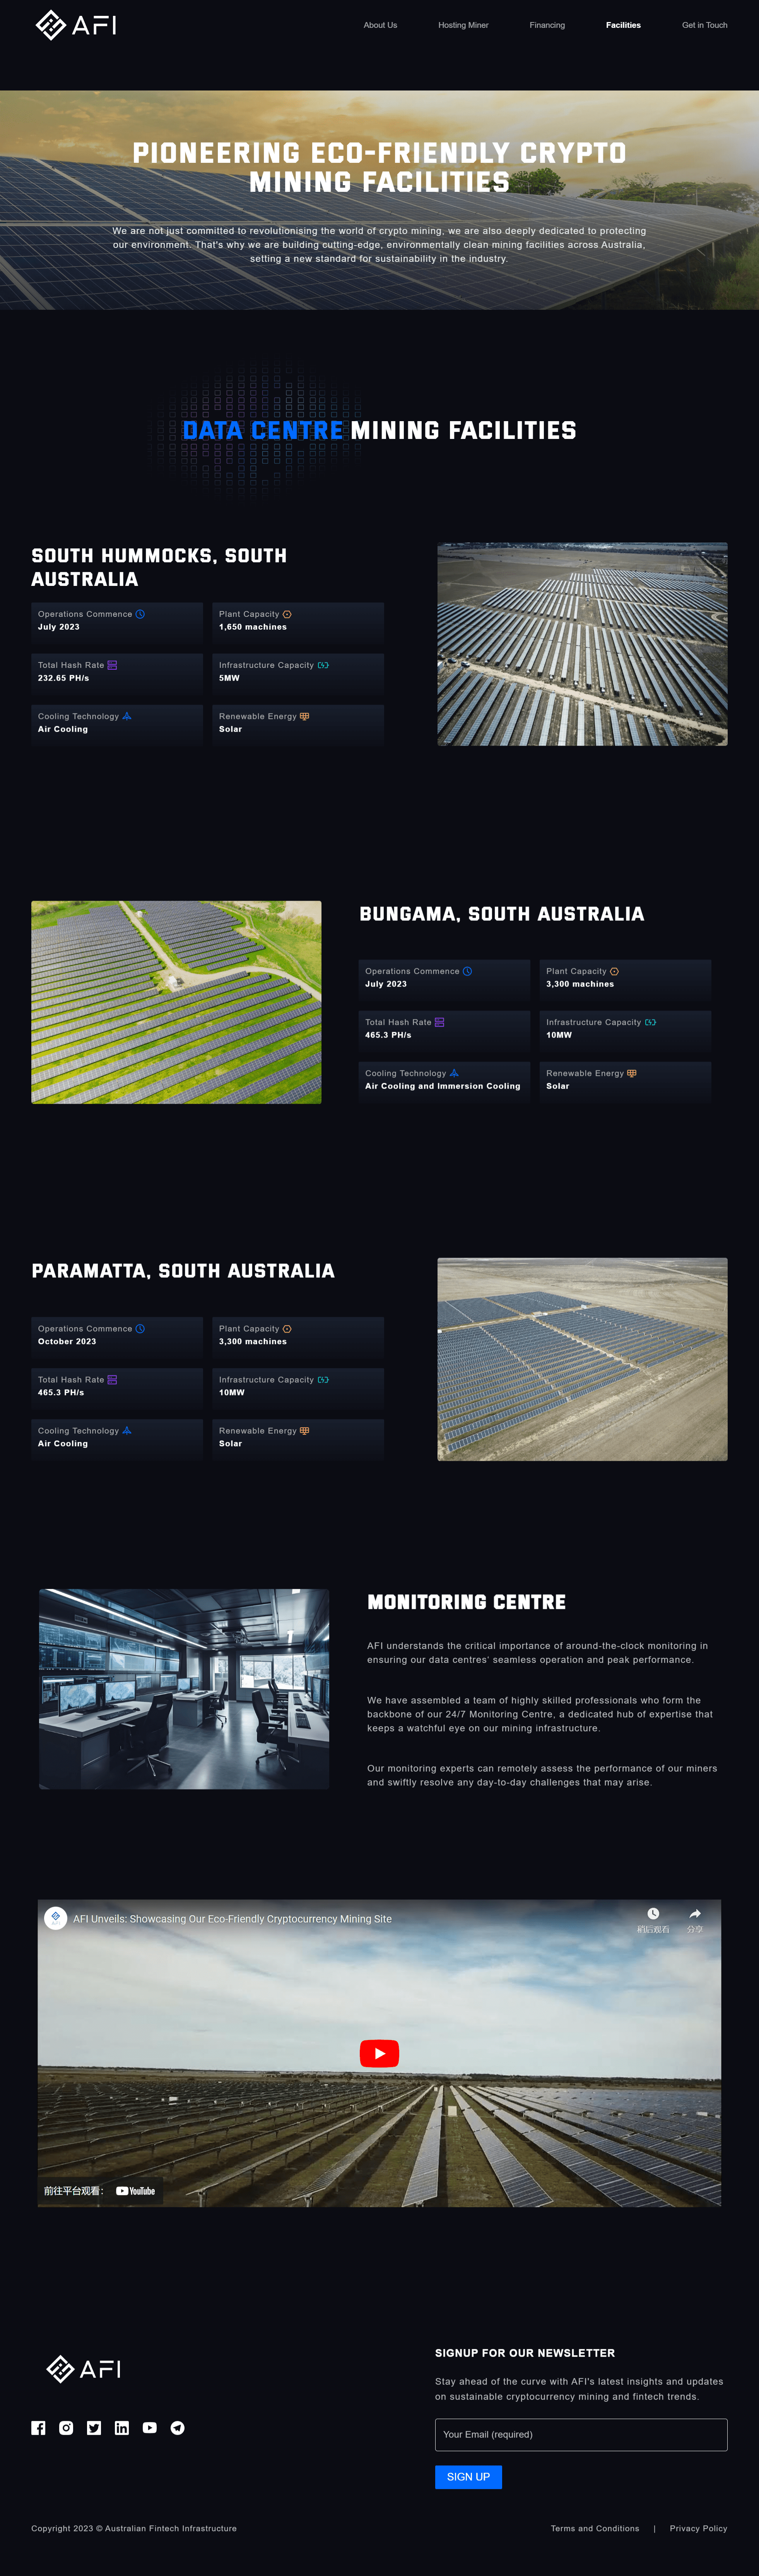 AFI
About Us
Hosting Miner
Financing
Facilities
Get in Touch
PIONEERING ECO-FRIENDLY CRYPTO
MINING FACILITIES
We are not just committed to revolutionising the world of crypto mining, we are also deeply dedicated to protecting
our environment. That's why we are building cutting-edge, environmentally clean mining facilities across Australia,
setting a new standard for sustainability in the industry.
DATA CENTRE MINING FACILITIES
SOUTH HUMMOCKS, SOUTH
AUSTRALIA
Operations Commence
July 2023
Plant Capacity
1,650 machines
Total Hash Rate
232.65 PH/s
Infrastructure Capacity
5MW
Cooling Technology
Air Cooling
Renewable Energy
Solar
BUNGAMA, SOUTH AUSTRALIA
Operations Commence
July 2023
Plant Capacity
3,300 machines
Total Hash Rate
465.3 PH/s
Infrastructure Capacity
10MW
Cooling Technology
Air Cooling and Immersion Cooling
Renewable Energy
Solar
PARAMATTA, SOUTH AUSTRALIA
Operations Commence
October 2023
Plant Capacity
3,300 machines
Total Hash Rate
465.3 PH/s
Infrastructure Capacity
10MW
Cooling Technology
Air Cooling
Renewable Energy
Solar
MONITORING CENTRE
AFI understands the critical importance of around-the-clock monitoring in
ensuring our data centres' seamless operation and peak performance.
We have assembled a team of highly skilled professionals who form the
backbone of our 24/7 Monitoring Centre, a dedicated hub of expertise that
keeps a watchful eye on our mining infrastructure.
Our monitoring experts can remotely assess the performance of our miners
and swiftly resolve any day-to-day challenges that may arise.
AFI Unveils: Showcasing Our Eco-Friendly Cryptocurrency Mining Site
稍后观看
分享
前往平台观看：
YouTube
AFI
SIGNUP FOR OUR NEWSLETTER
Stay ahead of the curve with AFI's latest insights and updates
on sustainable cryptocurrency mining and fintech trends.
Your Email (required)
SIGN UP
Copyright 2023 © Australian Fintech Infrastructure
Terms and Conditions | Privacy Policy